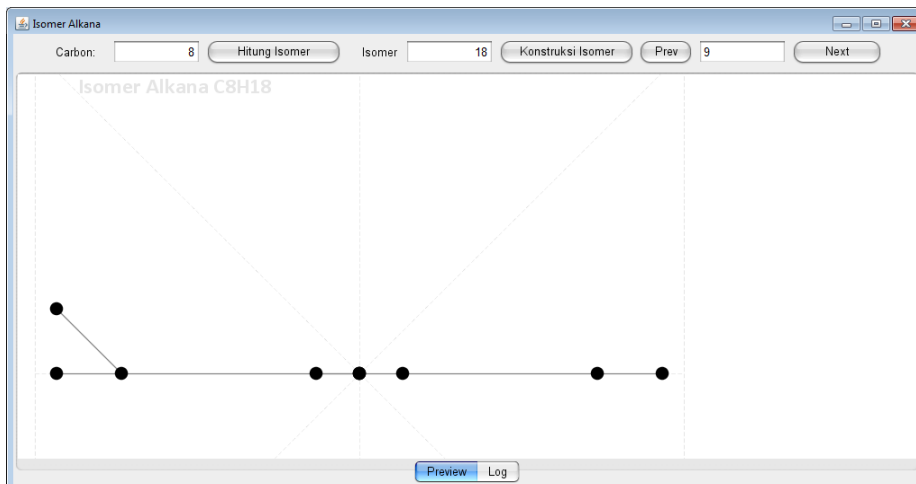 Isomer Alkana
Carbon: 8 Hitung Isomer Isomer 18 Konstruksi Isomer Prev 9 Next
Isomer Alkana C8H18
Preview Log